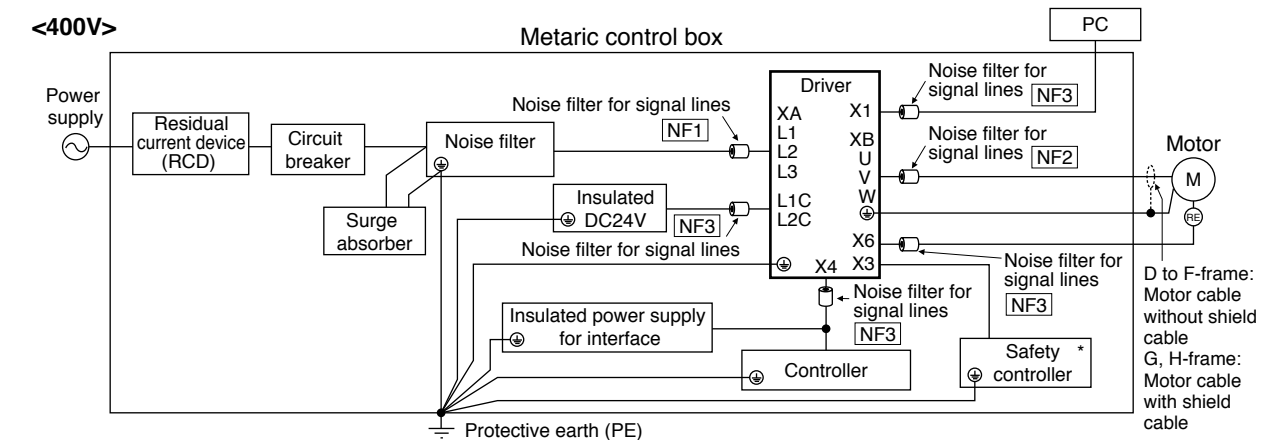 <400V>
Metaric control box
PC
Power
supply
Residual
current device
(RCD)
Circuit
breaker
Noise filter
Surge
absorber
Noise filter for signal lines
NF1
Insulated
DC24V
NF3
Noise filter for signal lines
Driver
XA
L1
L2
L3
L1C
L2C
X1
XB
U
V
W
X6
X3
X4
Noise filter for
signal lines NF3
Noise filter for
signal lines NF2
Motor
M
RE
Noise filter for
signal lines
NF3
Noise filter for
signal lines
NF3
D to F-frame:
Motor cable
without shield
cable
G, H-frame:
Motor cable
with shield
cable
Insulated power supply
for interface
Controller
Safety *
controller
Protective earth (PE)